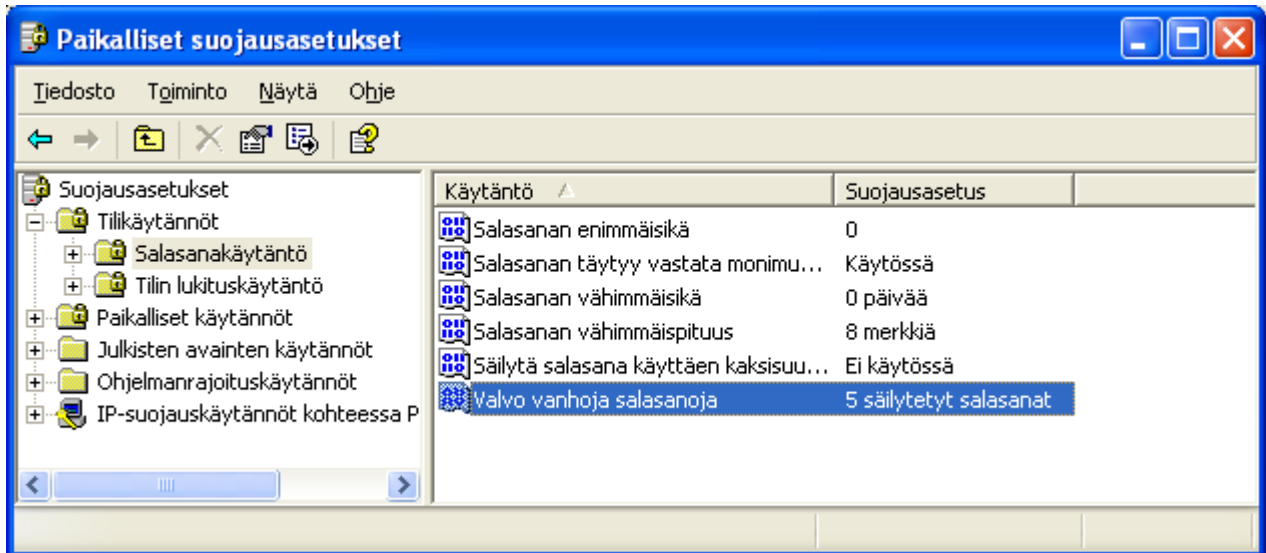 Paikalliset suojausasetukset
Tiedosto Toiminto Näytä Ohje
Suojausasetukset
Tilikäytännöt
Salasanakäytäntö
Tilin lukituskäytäntö
Paikalliset käytännöt
Julkisten avainten käytännöt
Ohjelmanrajoituskäytännöt
IP-suojauskäytännöt kohteessa P
Käytäntö Suojausasetus
Salasanan enimmäisikä 0
Salasanan täytyy vastata monimu... Käytössä
Salasanan vähimmäisikä 0 päivää
Salasanan vähimmäispituus 8 merkkiä
Säilytä salasana käyttäen kaksisuu... Ei käytössä
Valvo vanhoja salasanoja 5 säilytetyt salasanat